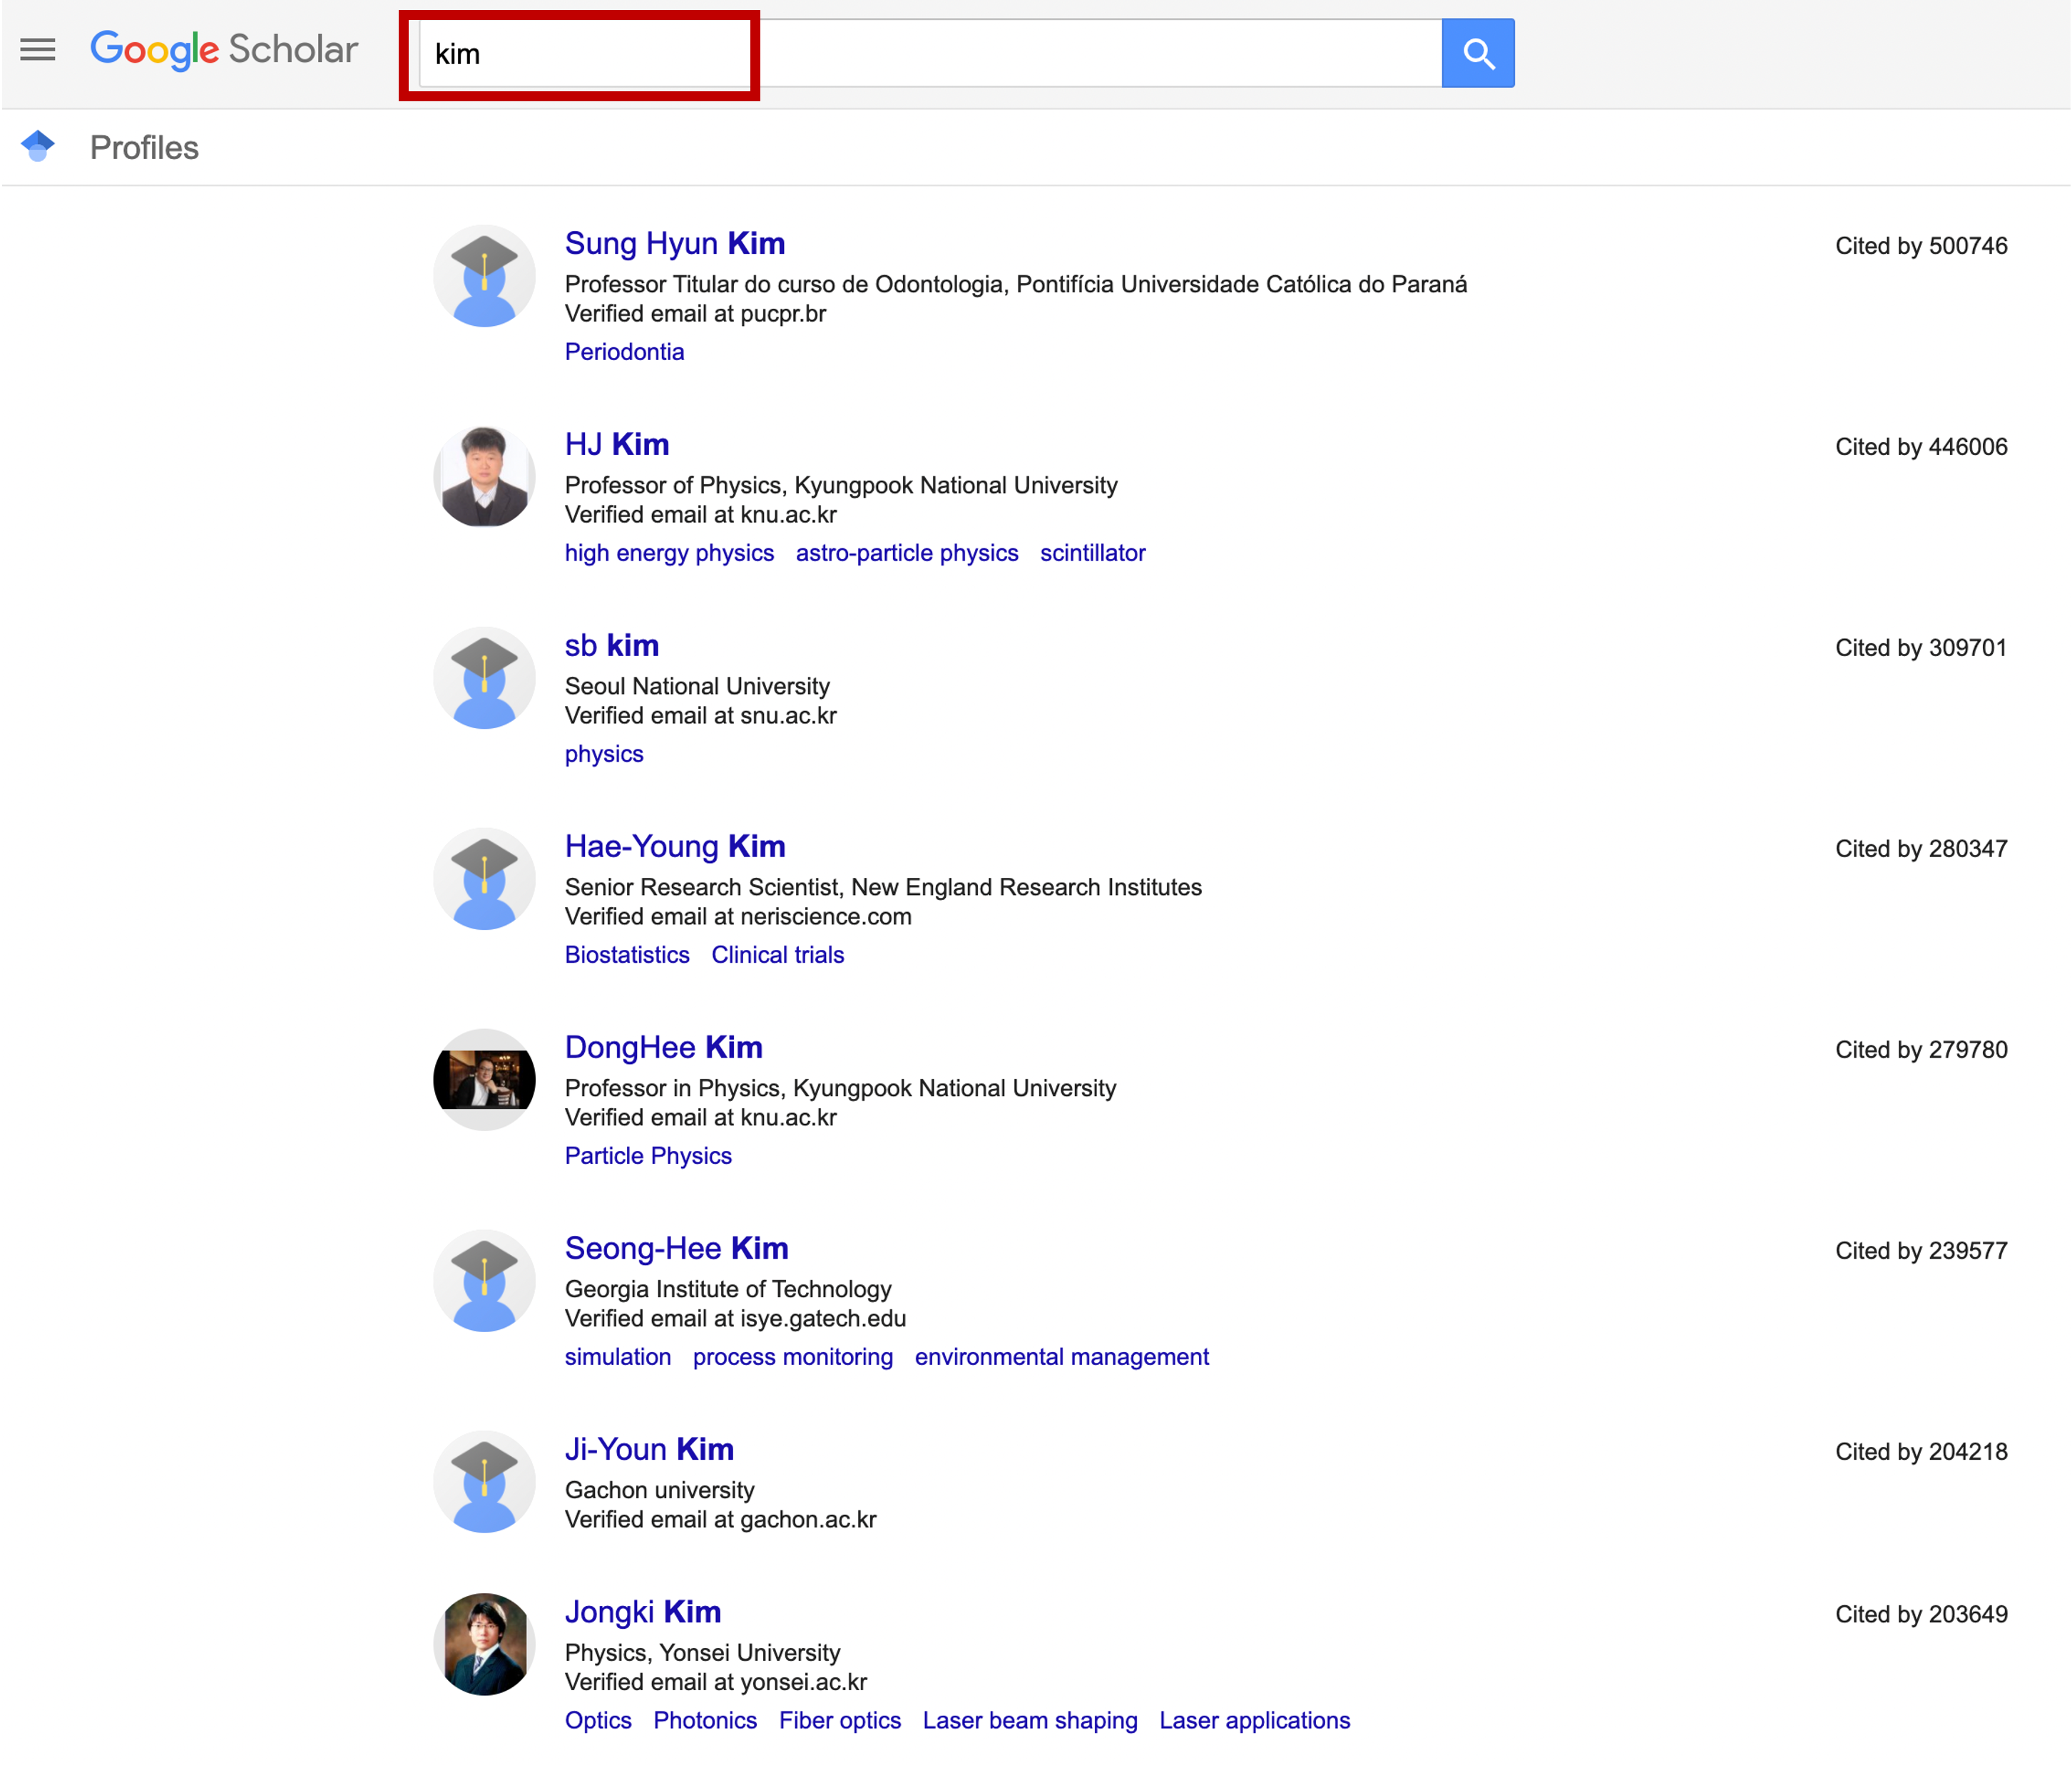 Google Scholar
kim
Profiles
Sung Hyun Kim
Cited by 500746
Professor Titular do curso de Odontologia, Pontifícia Universidade Católica do Paraná
Verified email at pucpr.br
Periodontia
HJ Kim
Cited by 446006
Professor of Physics, Kyungpook National University
Verified email at knu.ac.kr
high energy physics astro-particle physics scintillator
sb kim
Cited by 309701
Seoul National University
Verified email at snu.ac.kr
physics
Hae-Young Kim
Cited by 280347
Senior Research Scientist, New England Research Institutes
Verified email at neriscience.com
Biostatistics Clinical trials
DongHee Kim
Cited by 279780
Professor in Physics, Kyungpook National University
Verified email at knu.ac.kr
Particle Physics
Seong-Hee Kim
Cited by 239577
Georgia Institute of Technology
Verified email at isye.gatech.edu
simulation process monitoring environmental management
Ji-Youn Kim
Cited by 204218
Gachon university
Verified email at gachon.ac.kr
Jongki Kim
Cited by 203649
Physics, Yonsei University
Verified email at yonsei.ac.kr
Optics Photonics Fiber optics Laser beam shaping Laser applications